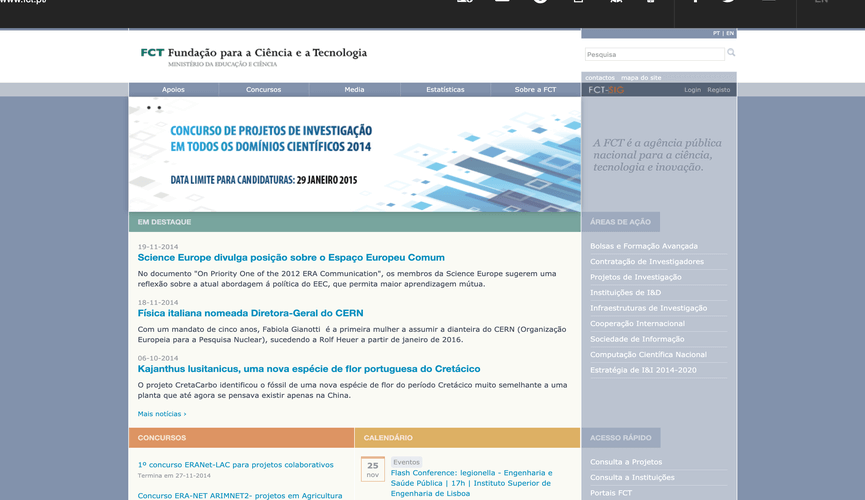 www.fct.pt/
EN
PT | EN
FCT Fundação para a Ciência e a Tecnologia
MINISTÉRIO DA EDUCAÇÃO E CIÊNCIA
Pesquisa
contactos mapa do site
Apoios Concursos Media Estatísticas Sobre a FCT
FCT-SIG Login Registo
CONCURSO DE PROJETOS DE INVESTIGAÇÃO
EM TODOS OS DOMÍNIOS CIENTÍFICOS 2014
DATA LIMITE PARA CANDIDATURAS: 29 JANEIRO 2015
A FCT é a agência pública
nacional para a ciência,
tecnologia e inovação.
EM DESTAQUE
19-11-2014
Science Europe divulga posição sobre o Espaço Europeu Comum
No documento "On Priority One of the 2012 ERA Communication", os membros da Science Europe sugerem uma
reflexão sobre a atual abordagem á política do EEC, que permita maior aprendizagem mútua.
18-11-2014
Física italiana nomeada Diretora-Geral do CERN
Com um mandato de cinco anos, Fabiola Gianotti é a primeira mulher a assumir a dianteira do CERN (Organização
Europeia para a Pesquisa Nuclear), sucedendo a Rolf Heuer a partir de janeiro de 2016.
06-10-2014
Kajanthus lusitanicus, uma nova espécie de flor portuguesa do Cretácico
O projeto CretaCarbo identificou o fóssil de uma nova espécie de flor do período Cretácico muito semelhante a uma
planta que até agora se pensava existir apenas na China.
Mais notícias ›
ÁREAS DE AÇÃO
Bolsas e Formação Avançada
Contratação de Investigadores
Projetos de Investigação
Instituições de I&D
Infraestruturas de Investigação
Cooperação Internacional
Sociedade de Informação
Computação Científica Nacional
Estratégia de I&I 2014-2020
CONCURSOS
1º concurso ERANet-LAC para projetos colaborativos
Termina em 27-11-2014
Concurso ERA-NET ARIMNET2- projetos em Agricultura
CALENDÁRIO
25
nov
Eventos
Flash Conference: legionella - Engenharia e
Saúde Pública | 17h | Instituto Superior de
Engenharia de Lisboa
ACESSO RÁPIDO
Consulta a Projetos
Consulta a Instituições
Portais FCT